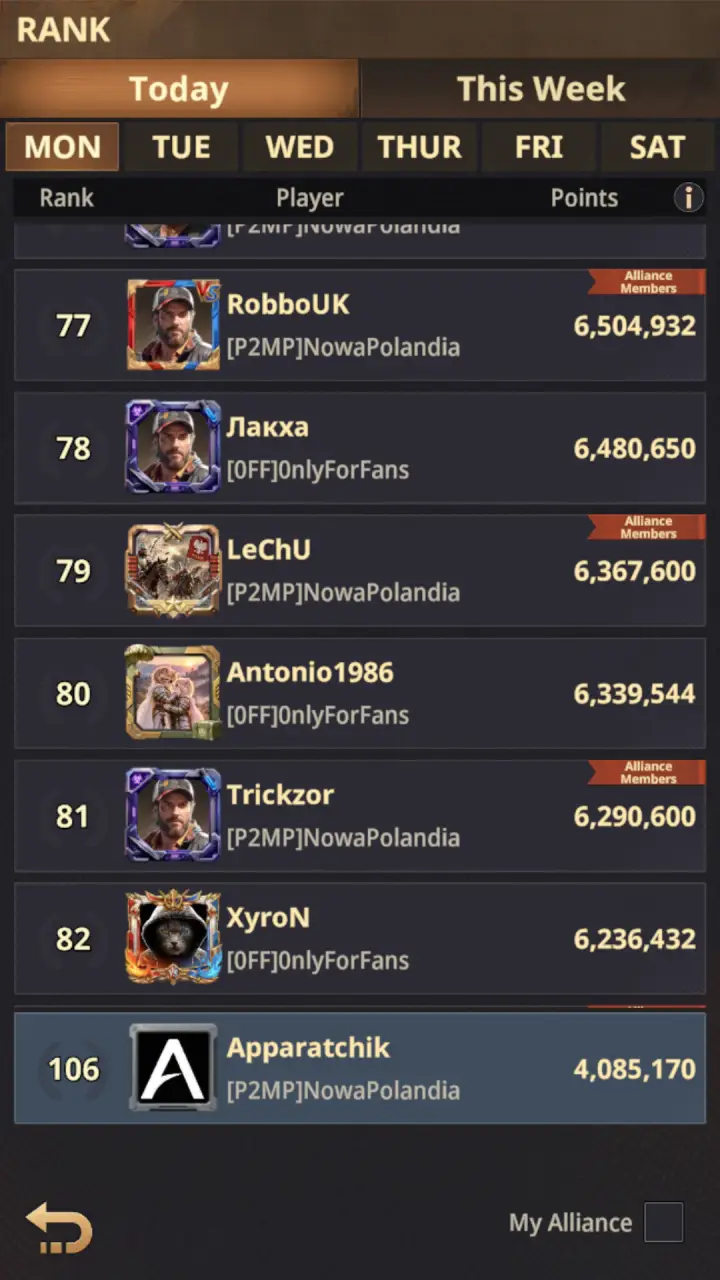 RANK
Today
This Week
MON
TUE
WED
THUR
FRI
SAT
Rank
Player
Points
[P2MP]NowaPolandia
77
RobboUK
[P2MP]NowaPolandia
Alliance
Members
6,504,932
78
Лакха
[0FF]0nlyForFans
6,480,650
79
LeChU
[P2MP]NowaPolandia
Alliance
Members
6,367,600
80
Antonio1986
[0FF]0nlyForFans
6,339,544
81
Trickzor
[P2MP]NowaPolandia
Alliance
Members
6,290,600
82
XyroN
[0FF]0nlyForFans
6,236,432
106
Apparatchik
[P2MP]NowaPolandia
4,085,170
My Alliance